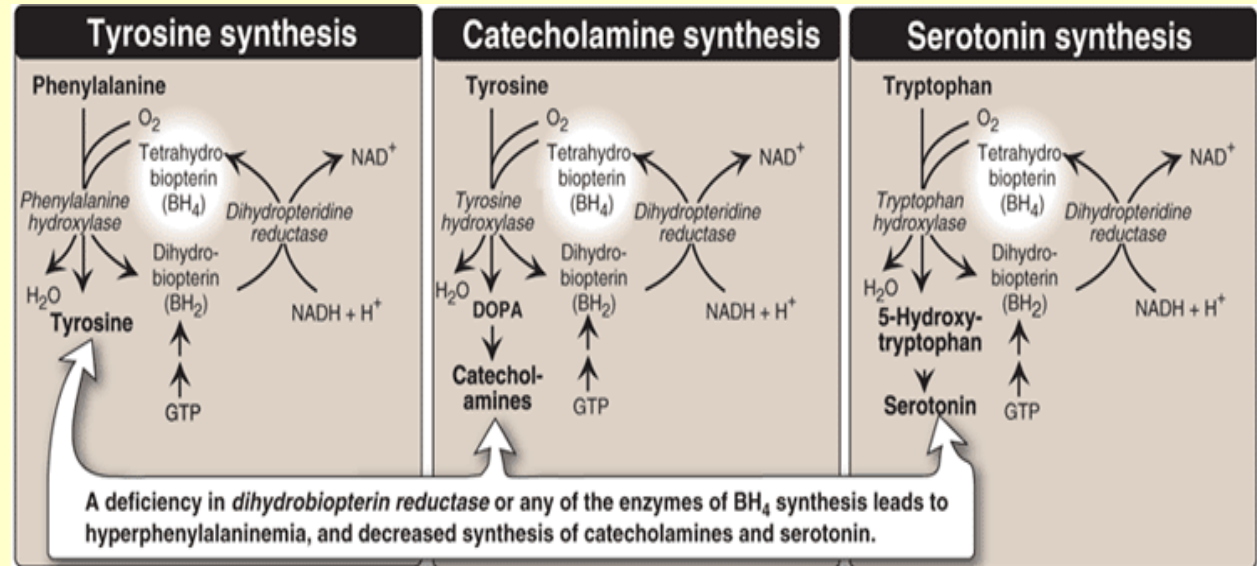 Tyrosine synthesis
Phenylalanine
O₂
Tetrahydro-
biopterin
(BH₄)
NAD⁺
Phenylalanine
hydroxylase
Dihydropteridine
reductase
Dihydro-
biopterin
(BH₂)
H₂O
Tyrosine
NADH + H⁺
GTP
Catecholamine synthesis
Tyrosine
O₂
Tetrahydro-
biopterin
(BH₄)
NAD⁺
Tyrosine
hydroxylase
Dihydropteridine
reductase
Dihydro-
biopterin
(BH₂)
H₂O
DOPA
NADH + H⁺
Catechol-
amines
GTP
Serotonin synthesis
Tryptophan
O₂
Tetrahydro-
biopterin
(BH₄)
NAD⁺
Tryptophan
hydroxylase
Dihydropteridine
reductase
Dihydro-
biopterin
(BH₂)
H₂O
5-Hydroxy-
tryptophan
NADH + H⁺
Serotonin
GTP
A deficiency in dihydrobiopterin reductase or any of the enzymes of BH₄ synthesis leads to
hyperphenylalaninemia, and decreased synthesis of catecholamines and serotonin.